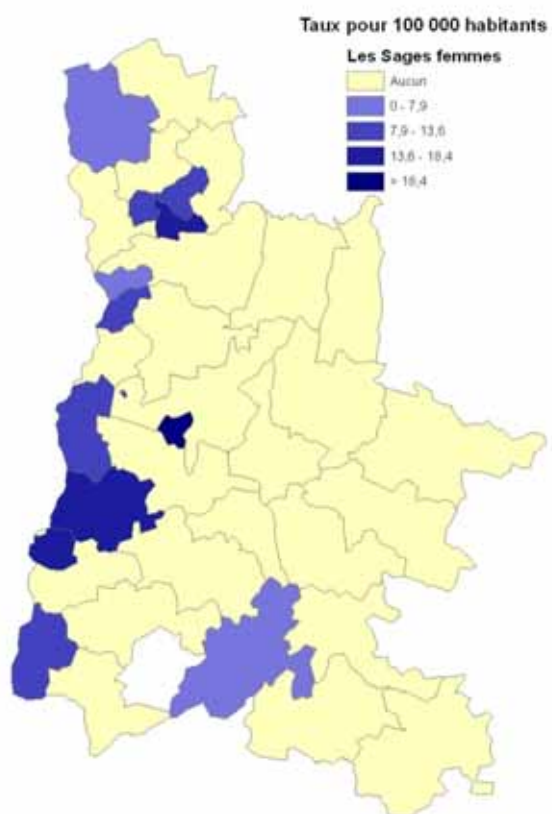 Taux pour 100 000 habitants
Les Sages femmes
Aucun
0 - 7,9
7,9 - 13,6
13,6 - 18,4
> 18,4